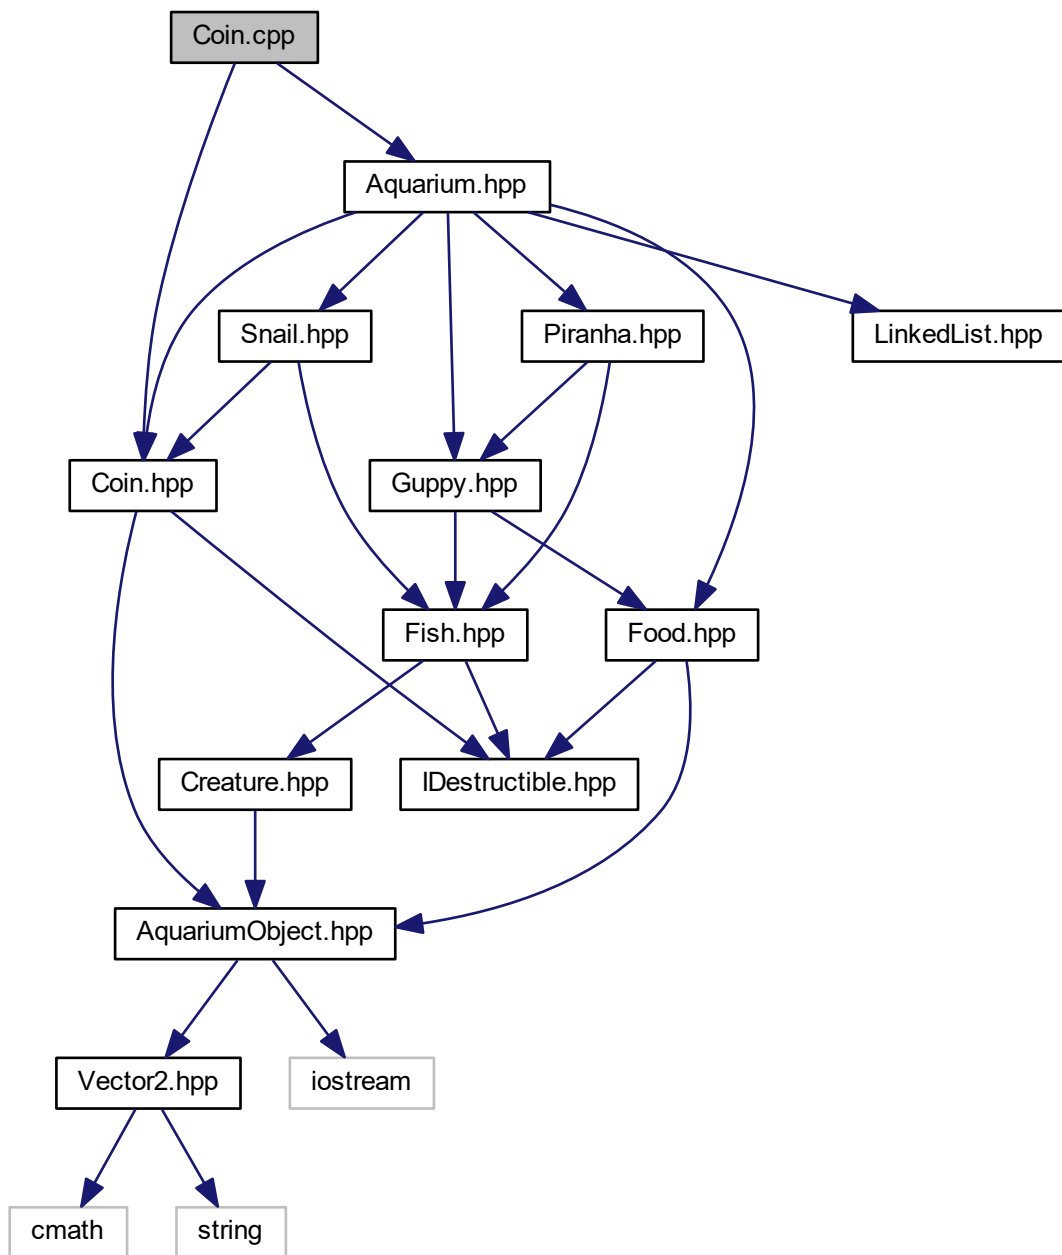 Coin.cpp
Aquarium.hpp
Snail.hpp
Piranha.hpp
LinkedList.hpp
Coin.hpp
Guppy.hpp
Fish.hpp
Food.hpp
Creature.hpp
IDestructible.hpp
AquariumObject.hpp
Vector2.hpp
iostream
cmath
string